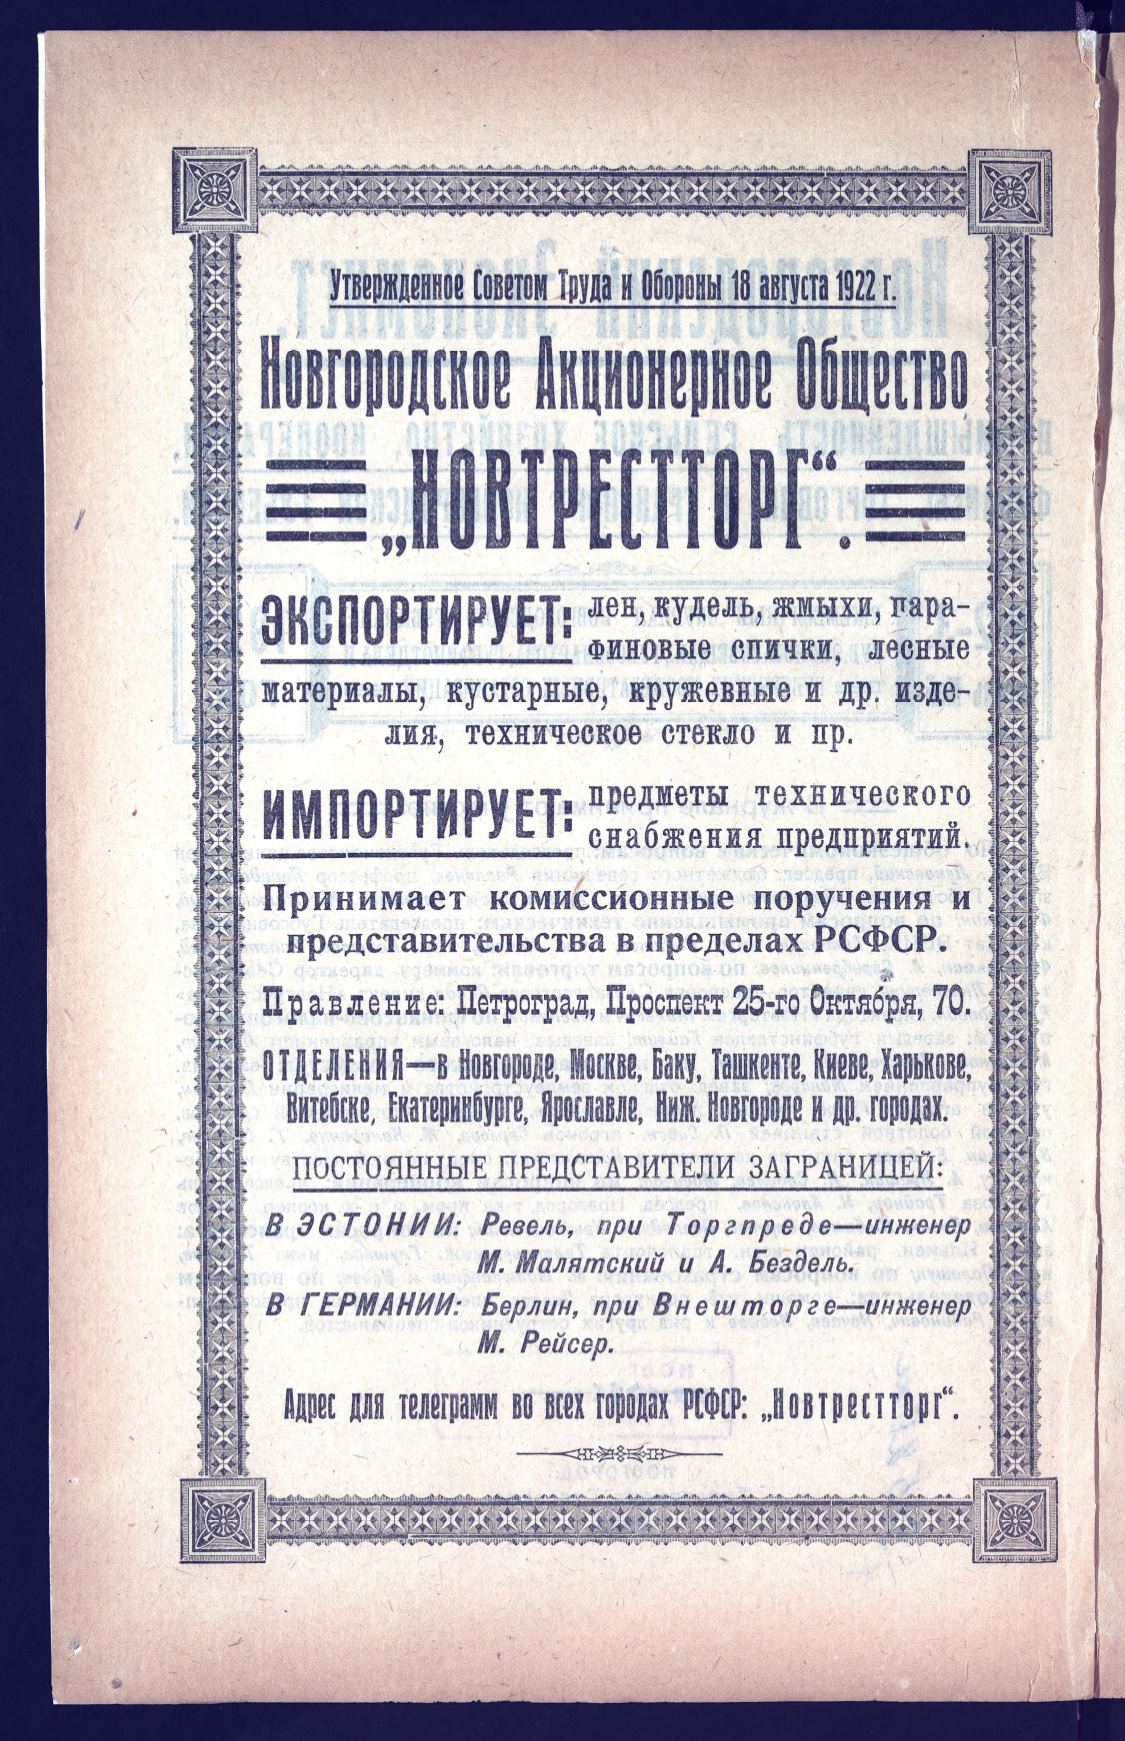 Утвержденное Советом Труда и Обороны 18 августа 1922 г.
Новгородское Акционерное Общество
„НОВТРЕСТТОРГ“.
ЭКСПОРТИРУЕТ: лен, кудель, жмыхи, пара-
финовые спички, лесные
материалы, кустарные, кружевные и др. изде-
лия, техническое стекло и пр.
ИМПОРТИРУЕТ: предметы технического
снабжения предприятий.
Принимает комиссионные поручения и
представительства в пределах РСФСР.
Правление: Петроград, Проспект 25-го Октября, 70.
ОТДЕЛЕНИЯ—в Новгороде, Москве, Баку, Ташкенте, Киеве, Харькове,
Витебске, Екатеринбурге, Ярославле, Ниж. Новгороде и др. городах.
ПОСТОЯННЫЕ ПРЕДСТАВИТЕЛИ ЗАГРАНИЦЕЙ:
В ЭСТОНИИ: Ревель, при Торгпреде—инженер
М. Малятский и А. Бездель.
В ГЕРМАНИИ: Берлин, при Внешторге—инженер
М. Рейсер.
Адрес для телеграмм во всех городах РСФСР: „Новтрестторг“.